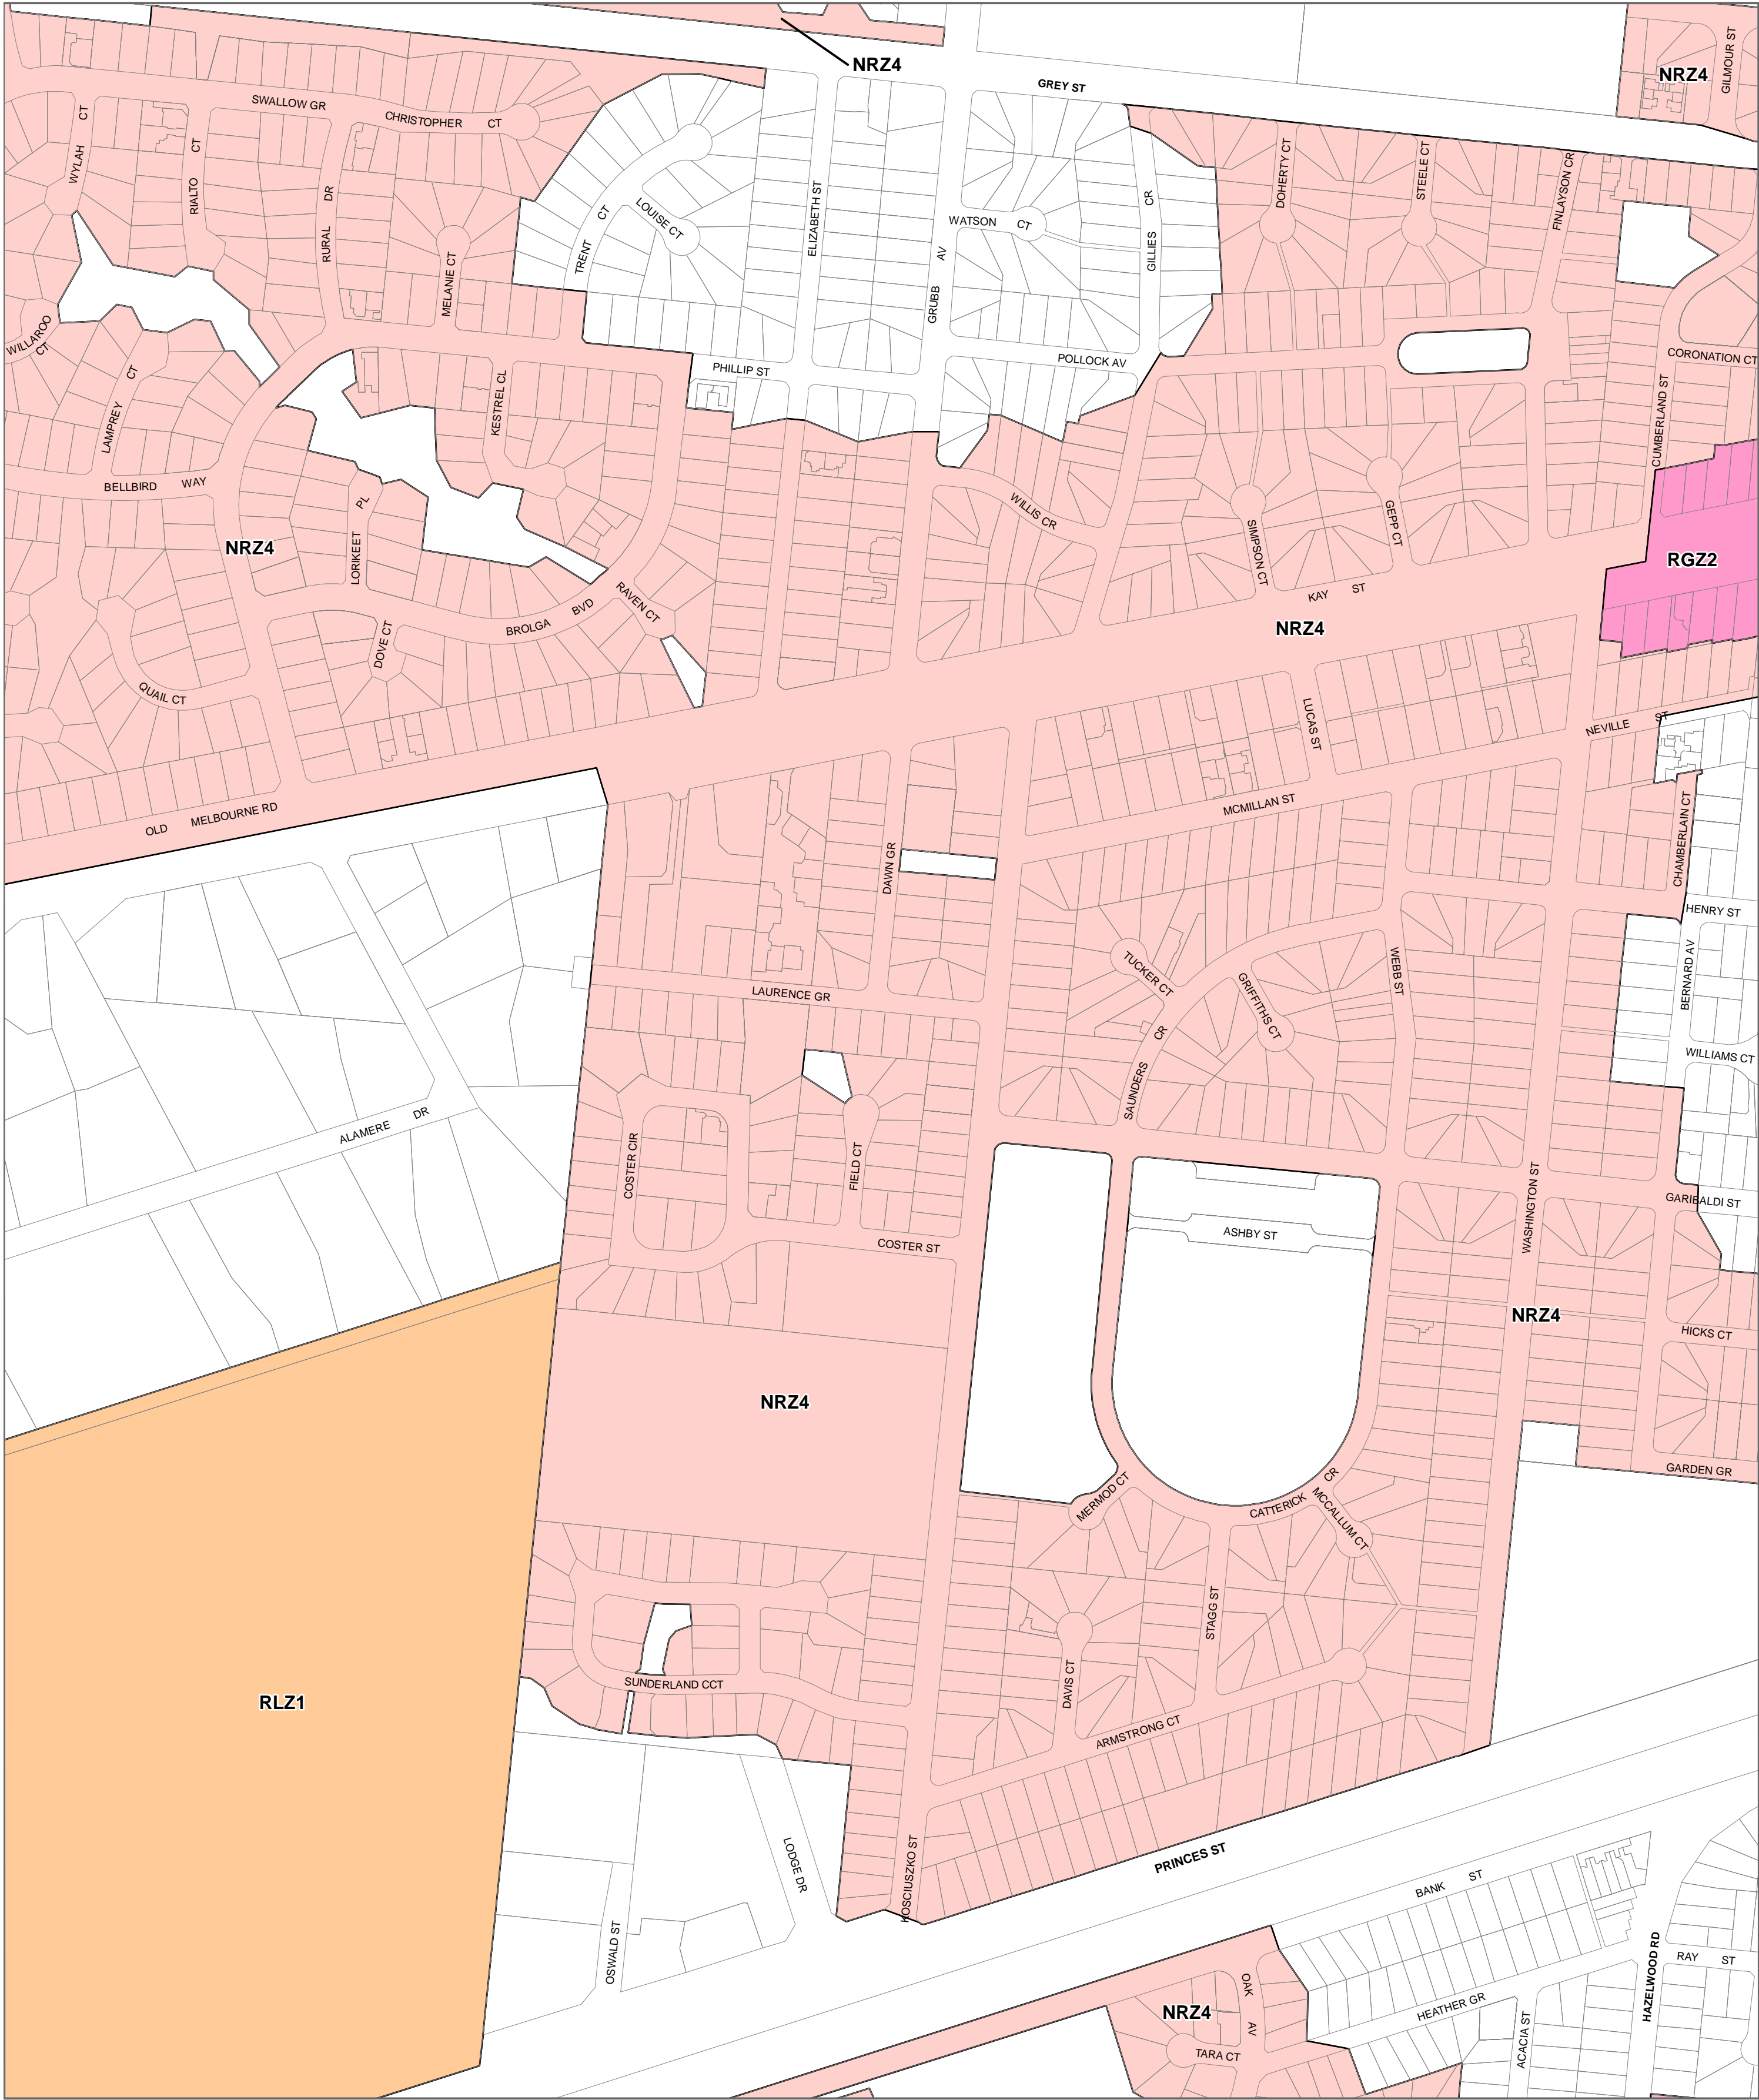 NRZ4
GREY ST
NRZ4
GILMOUR ST
SWALLOW GR
CHRISTOPHER CT
WYLAH CT
RIALTO CT
RURAL DR
MELANIE CT
TRENT CT
LOUISE CT
ELIZABETH ST
GRUBB AV
WATSON CT
GILLIES CR
DOHERTY CT
STEELE CT
FINLAYSON CR
WILLAROO CT
LAMPREY CT
KESTREL CL
PHILLIP ST
POLLOCK AV
CORONATION CT
CUMBERLAND ST
BELLBIRD WAY
LORIKEET PL
NRZ4
WILLIS CR
SIMPSON CT
GEPP CT
KAY ST
RGZ2
NRZ4
RAVEN CT
BROLGA BVD
DOVE CT
QUAIL CT
LUCAS ST
NEVILLE ST
OLD MELBOURNE RD
MCMILLAN ST
CHAMBERLAIN CT
DAWN GR
HENRY ST
BERNARD AV
TUCKER CT
GRIFFITHS CT
WEBB ST
LAURENCE GR
SAUNDERS CR
WILLIAMS CT
ALAMERE DR
COSTER CIR
FIELD CT
WASHINGTON ST
GARIBALDI ST
COSTER ST
ASHBY ST
NRZ4
HICKS CT
NRZ4
GARDEN GR
MERMOD CT
CATTERICK CR
MCCALLUM CT
STAGG ST
DAVIS CT
SUNDERLAND CCT
RLZ1
ARMSTRONG CT
LODGE DR
KOSCIUSZKO ST
PRINCES ST
OSWALD ST
BANK ST
HAZELWOOD RD
RAY ST
OAK AV
NRZ4
HEATHER GR
ACACIA ST
TARA CT